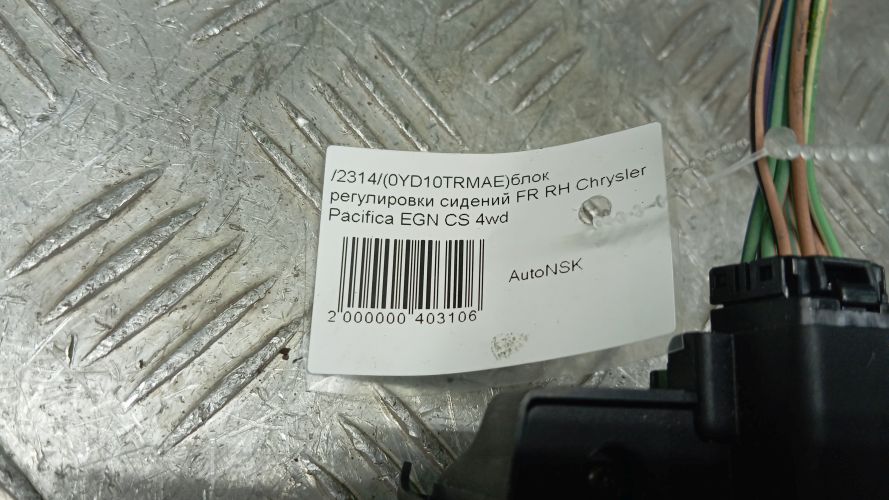 /2314/(0YD10TRMAE)блок
регулировки сидений FR RH Chrysler
Pacifica EGN CS 4wd
AutoNSK
2 000000 403106